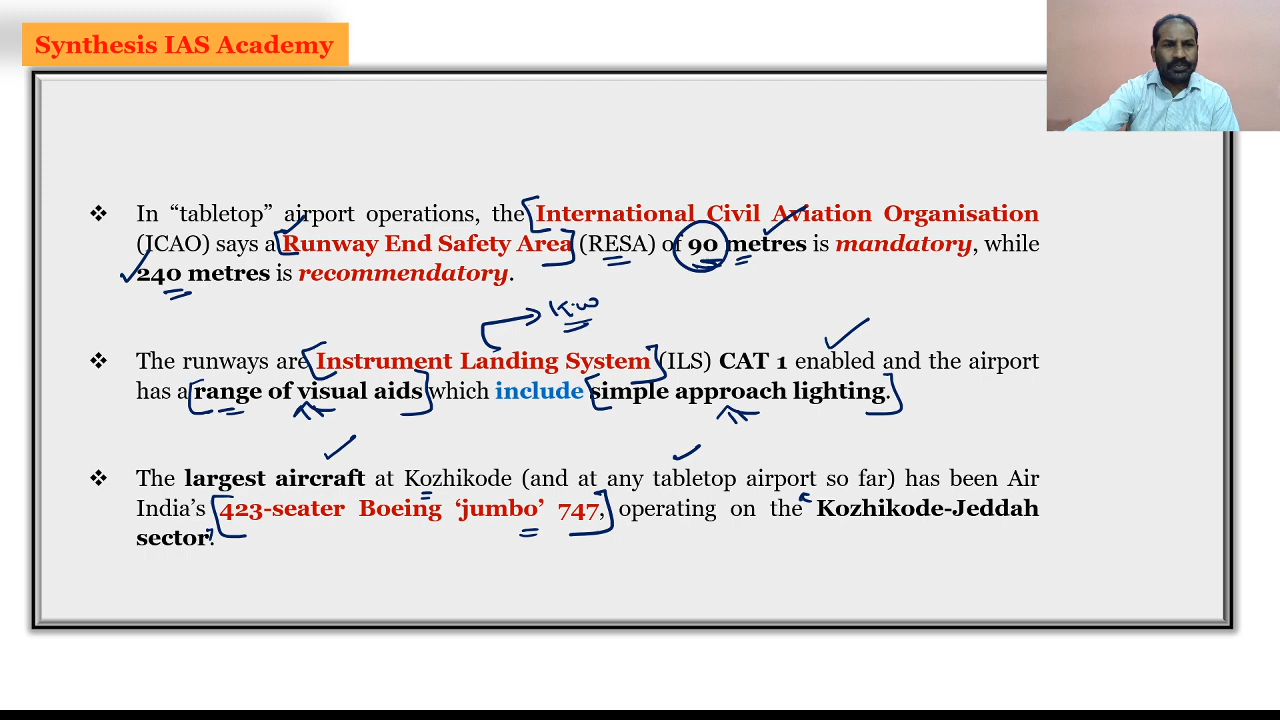 Synthesis IAS Academy
❖ In “tabletop” airport operations, the International Civil Aviation Organisation
(ICAO) says a Runway End Safety Area (RESA) of 90 metres is mandatory, while
240 metres is recommendatory.
K.W
❖ The runways are Instrument Landing System (ILS) CAT 1 enabled and the airport
has a range of visual aids which include simple approach lighting.
❖ The largest aircraft at Kozhikode (and at any tabletop airport so far) has been Air
India’s 423-seater Boeing ‘jumbo’ 747, operating on the Kozhikode-Jeddah
sector.